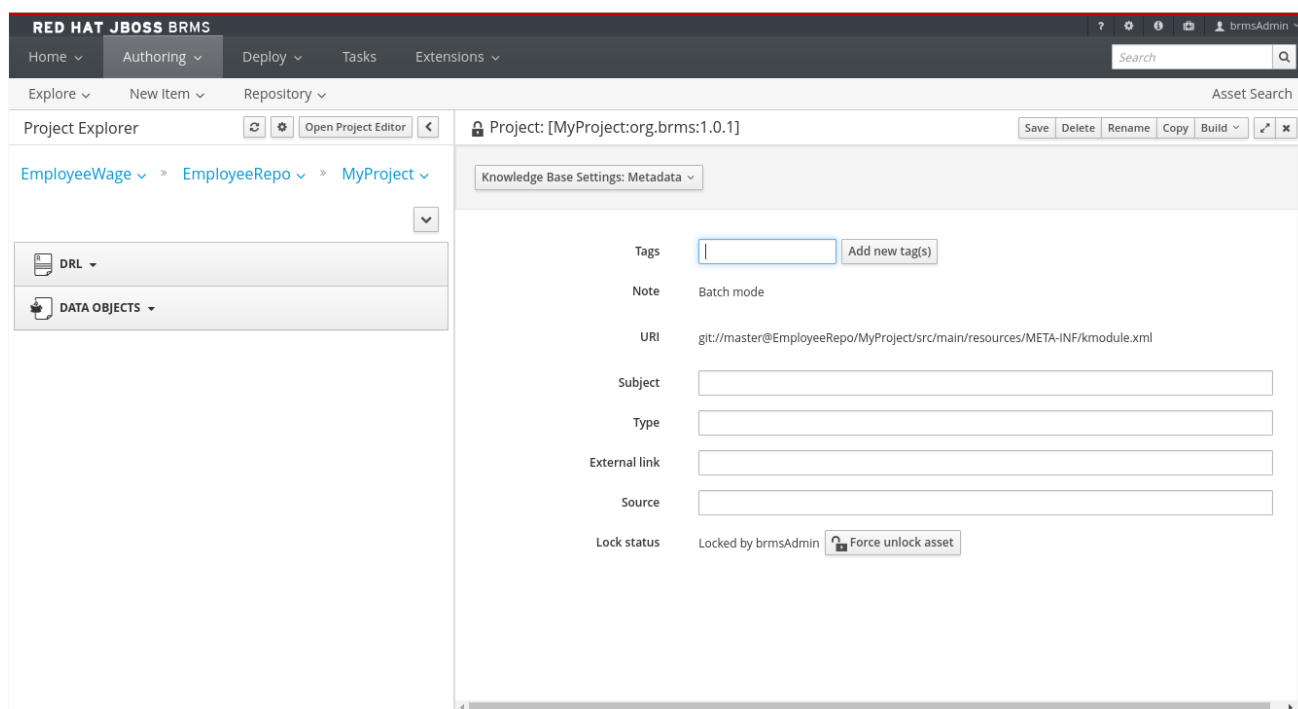 RED HAT JBOSS BRMS
? brmsAdmin
Home Authoring Deploy Tasks Extensions Search
Explore New Item Repository Asset Search
Project Explorer Open Project Editor
Project: [MyProject:org.brms:1.0.1] Save Delete Rename Copy Build
EmployeeWage » EmployeeRepo » MyProject
Knowledge Base Settings: Metadata
DRL
DATA OBJECTS
Tags Add new tag(s)
Note Batch mode
URI git://master@EmployeeRepo/MyProject/src/main/resources/META-INF/kmodule.xml
Subject
Type
External link
Source
Lock status Locked by brmsAdmin Force unlock asset